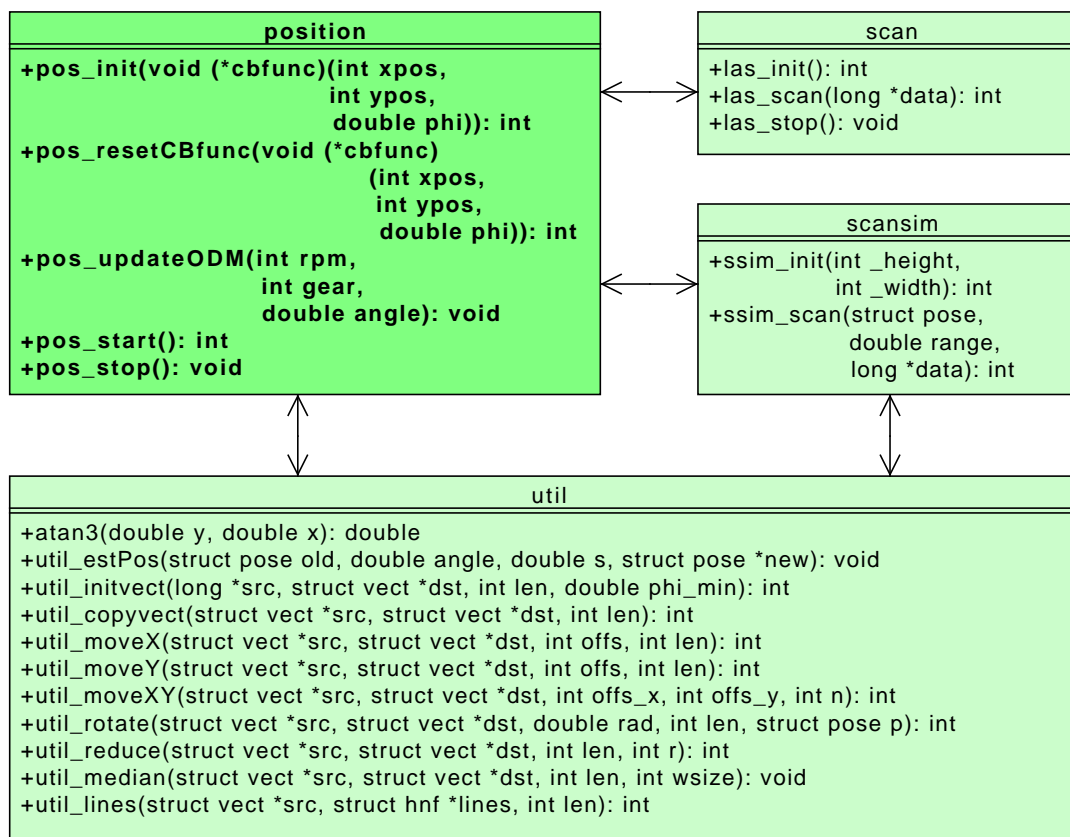 position
+pos_init(void (*cbfunc)(int xpos,
int ypos,
double phi)): int
+pos_resetCBfunc(void (*cbfunc)
(int xpos,
int ypos,
double phi)): int
+pos_updateODM(int rpm,
int gear,
double angle): void
+pos_start(): int
+pos_stop(): void
scan
+las_init(): int
+las_scan(long *data): int
+las_stop(): void
scansim
+ssim_init(int _height,
int _width): int
+ssim_scan(struct pose,
double range,
long *data): int
util
+atan3(double y, double x): double
+util_estPos(struct pose old, double angle, double s, struct pose *new): void
+util_initvect(long *src, struct vect *dst, int len, double phi_min): int
+util_copyvect(struct vect *src, struct vect *dst, int len): int
+util_moveX(struct vect *src, struct vect *dst, int offs, int len): int
+util_moveY(struct vect *src, struct vect *dst, int offs, int len): int
+util_moveXY(struct vect *src, struct vect *dst, int offs_x, int offs_y, int n): int
+util_rotate(struct vect *src, struct vect *dst, double rad, int len, struct pose p): int
+util_reduce(struct vect *src, struct vect *dst, int len, int r): int
+util_median(struct vect *src, struct vect *dst, int len, int wsize): void
+util_lines(struct vect *src, struct hnf *lines, int len): int